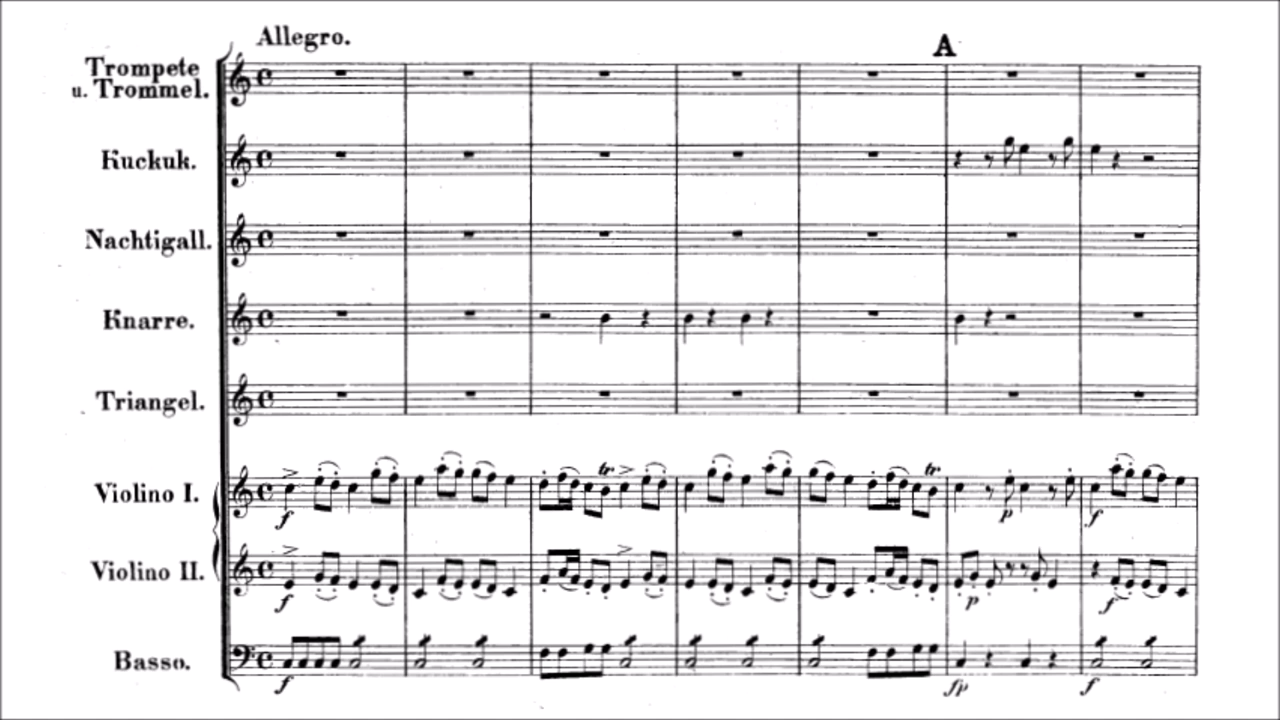 Allegro.
A
Trompete
u. Trommel.
Kuckuk.
Nachtigall.
Knarre.
Triangel.
Violino I.
tr
tr
f
p
f
Violino II.
f
p
f
Basso.
f
fp
f